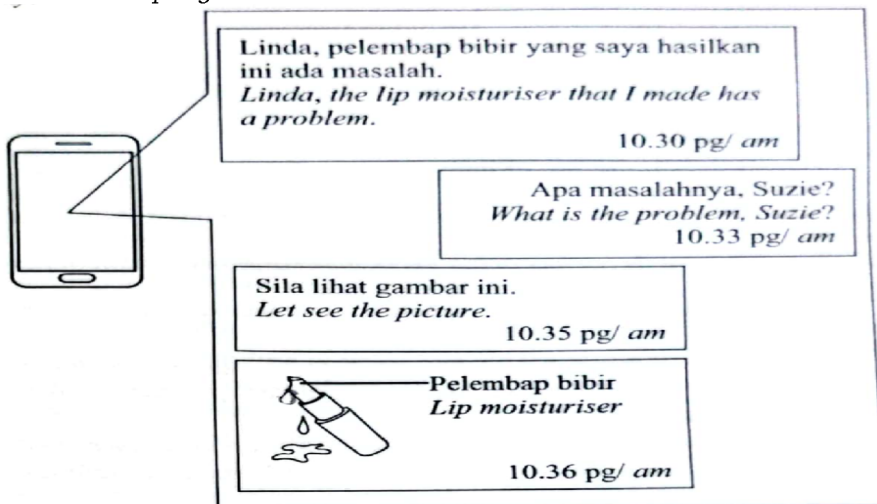 Linda, pelembap bibir yang saya hasilkan
ini ada masalah.
Linda, the lip moisturiser that I made has
a problem.
10.30 pg/ am
Apa masalahnya, Suzie?
What is the problem, Suzie?
10.33 pg/ am
Sila lihat gambar ini.
Let see the picture.
10.35 pg/ am
Pelembap bibir
Lip moisturiser
10.36 pg/ am